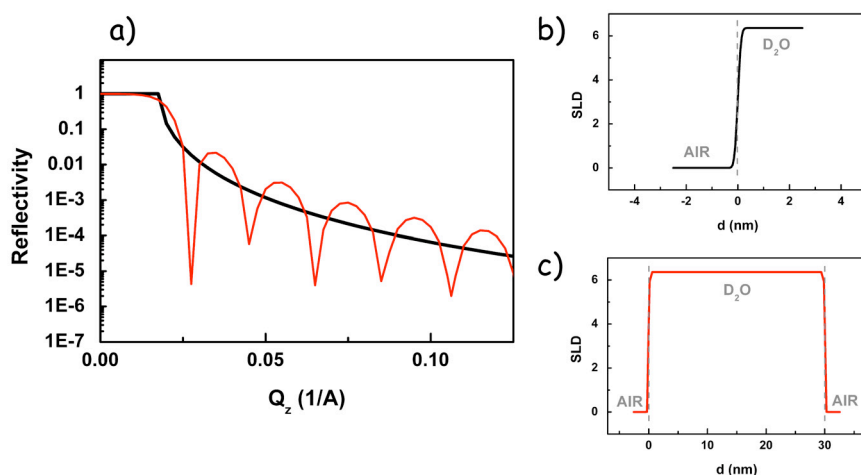 a)
Reflectivity
1
0.1
0.01
1E-3
1E-4
1E-5
1E-6
1E-7
0.00
0.05
0.10
Q_z (1/A)
b)
SLD
6
4
2
0
D₂O
AIR
-4
-2
0
2
4
d (nm)
c)
SLD
6
4
2
0
D₂O
AIR
AIR
0
10
20
30
d (nm)